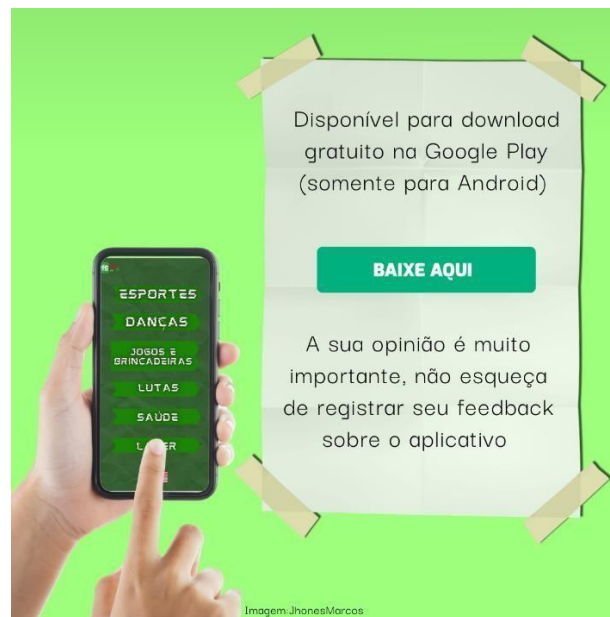 Disponível para download
gratuito na Google Play
(somente para Android)
BAIXE AQUI
A sua opinião é muito
importante, não esqueça
de registrar seu feedback
sobre o aplicativo
ESPORTES
DANÇAS
JOGOS E
BRINCADEIRAS
LUTAS
SAÚDE
Imagem:JhonesMarcos